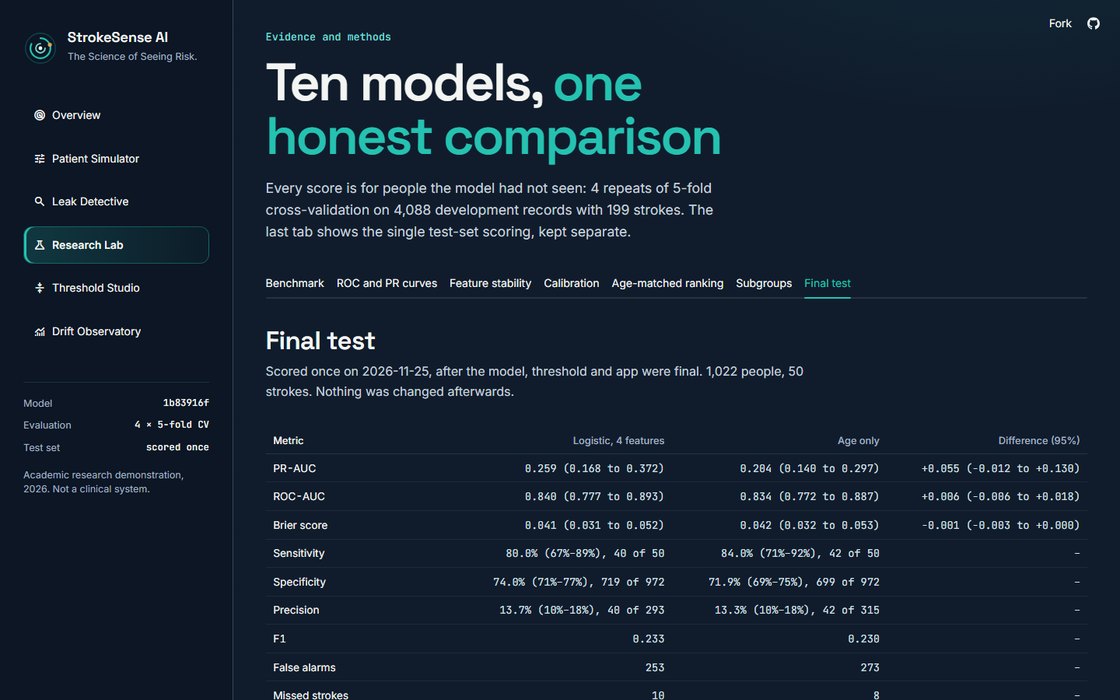 StrokeSense AI
The Science of Seeing Risk.
Overview
Patient Simulator
Leak Detective
Research Lab
Threshold Studio
Drift Observatory
Model 1b83916f
Evaluation 4 × 5-fold CV
Test set scored once
Academic research demonstration,
2026. Not a clinical system.
Fork
Evidence and methods
Ten models, one
honest comparison
Every score is for people the model had not seen: 4 repeats of 5-fold
cross-validation on 4,088 development records with 199 strokes. The
last tab shows the single test-set scoring, kept separate.
Benchmark ROC and PR curves Feature stability Calibration Age-matched ranking Subgroups Final test
Final test
Scored once on 2026-11-25, after the model, threshold and app were final. 1,022 people, 50
strokes. Nothing was changed afterwards.
Metric Logistic, 4 features Age only Difference (95%)
PR-AUC 0.259 (0.168 to 0.372) 0.204 (0.140 to 0.297) +0.055 (-0.012 to +0.130)
ROC-AUC 0.840 (0.777 to 0.893) 0.834 (0.772 to 0.887) +0.006 (-0.006 to +0.018)
Brier score 0.041 (0.031 to 0.052) 0.042 (0.032 to 0.053) -0.001 (-0.003 to +0.000)
Sensitivity 80.0% (67%–89%), 40 of 50 84.0% (71%–92%), 42 of 50 –
Specificity 74.0% (71%–77%), 719 of 972 71.9% (69%–75%), 699 of 972 –
Precision 13.7% (10%–18%), 40 of 293 13.3% (10%–18%), 42 of 315 –
F1 0.233 0.230 –
False alarms 253 273 –
Missed strokes 10 8 –